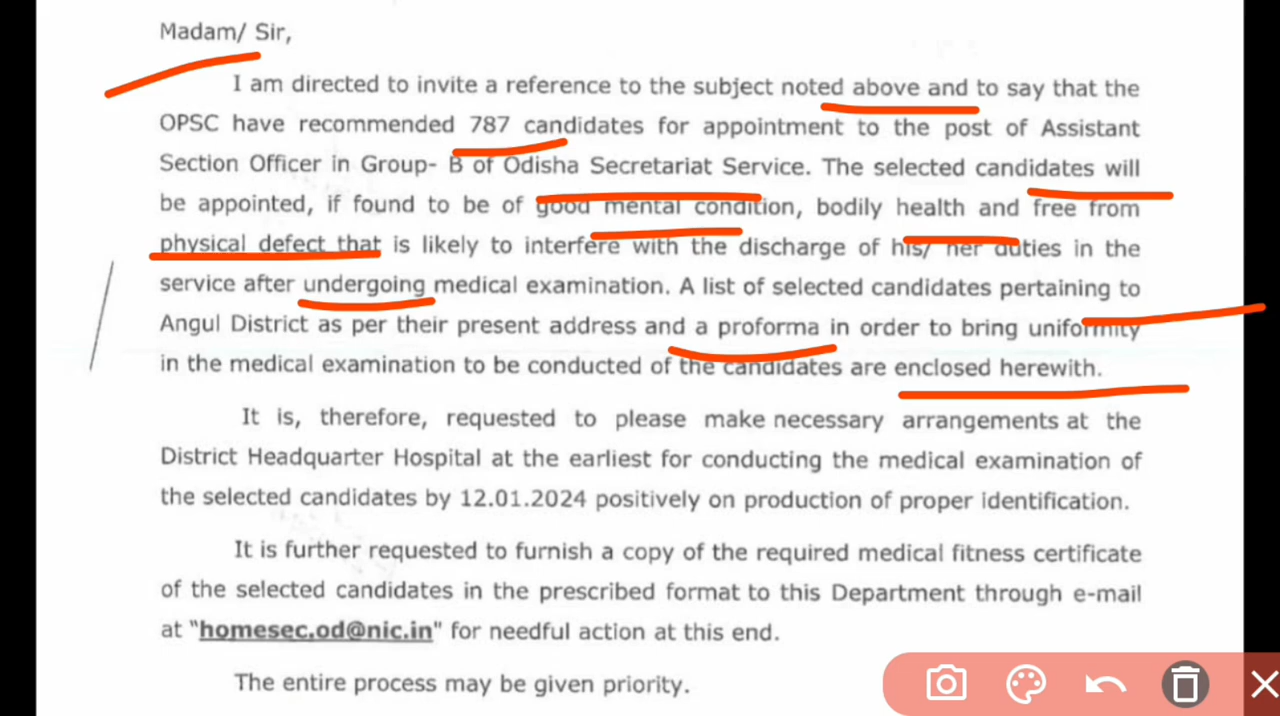 Madam/ Sir,
I am directed to invite a reference to the subject noted above and to say that the
OPSC have recommended 787 candidates for appointment to the post of Assistant
Section Officer in Group- B of Odisha Secretariat Service. The selected candidates will
be appointed, if found to be of good mental condition, bodily health and free from
physical defect that is likely to interfere with the discharge of his/ her duties in the
service after undergoing medical examination. A list of selected candidates pertaining to
Angul District as per their present address and a proforma in order to bring uniformity
in the medical examination to be conducted of the candidates are enclosed herewith.
It is, therefore, requested to please make necessary arrangements at the
District Headquarter Hospital at the earliest for conducting the medical examination of
the selected candidates by 12.01.2024 positively on production of proper identification.
It is further requested to furnish a copy of the required medical fitness certificate
of the selected candidates in the prescribed format to this Department through e-mail
at "homesec.od@nic.in" for needful action at this end.
The entire process may be given priority.